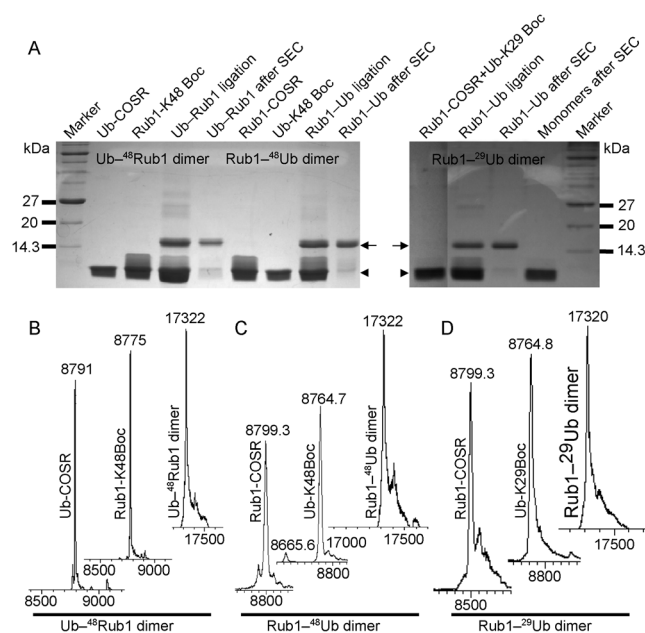 A
Marker
Ub-COSR
Rub1-K48 Boc
Ub–Rub1 ligation
Ub–Rub1 after SEC
Rub1-COSR
Ub-K48 Boc
Rub1–Ub ligation
Rub1–Ub after SEC
Rub1-COSR+Ub-K29 Boc
Rub1–Ub ligation
Rub1–Ub after SEC
Monomers after SEC
Marker
kDa
Ub–⁴⁸Rub1 dimer
Rub1–⁴⁸Ub dimer
Rub1–²⁹Ub dimer
kDa
27
20
14.3
27
20
14.3
B
8791
Ub-COSR
8775
Rub1-K48Boc
17322
Ub–⁴⁸Rub1 dimer
17500
8500 9000
8500 9000
Ub–⁴⁸Rub1 dimer
C
8799.3
Rub1-COSR
8665.6
8764.7
Ub-K48Boc
17322
Rub1–⁴⁸Ub dimer
17000 17500
8800
8800
Rub1–⁴⁸Ub dimer
D
8799.3
Rub1-COSR
8764.8
Ub-K29Boc
17320
Rub1–²⁹Ub dimer
17500
8800
8500
Rub1–²⁹Ub dimer